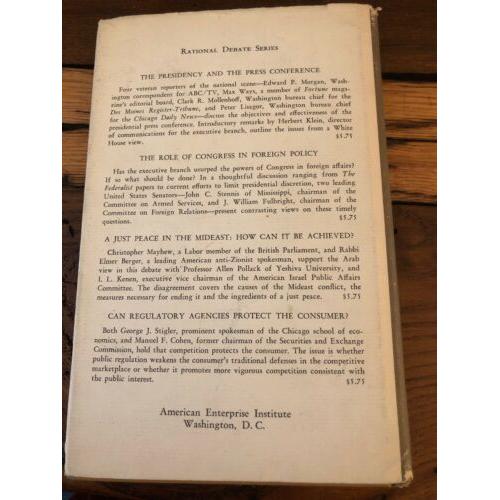 RATIONAL DEBATE SERIES
THE PRESIDENCY AND THE PRESS CONFERENCE
Four veteran reporters of the national scene—Edward P. Morgan, Wash-
ington correspondent for ABC/TV, Max Ways, a member of Fortune maga-
zine's editorial board, Clark R. Mollenhoff, Washington bureau chief for the
Des Moines Register-Tribune, and Peter Lisagor, Washington bureau chief
for the Chicago Daily News—discuss the objectives and effectiveness of the
presidential press conference. Introductory remarks by Herbert Klein, director
of communications for the executive branch, outline the issues from a White
House view. $5.75
THE ROLE OF CONGRESS IN FOREIGN POLICY
Has the executive branch usurped the powers of Congress in foreign affairs?
If so what should be done? In a thoughtful discussion ranging from The
Federalist papers to current efforts to limit presidential discretion, two leading
United States Senators—John C. Stennis of Mississippi, chairman of the
Committee on Armed Services, and J. William Fulbright, chairman of the
Committee on Foreign Relations—present contrasting views on these timely
questions. $5.75
A JUST PEACE IN THE MIDEAST: HOW CAN IT BE ACHIEVED?
Christopher Mayhew, a Labor member of the British Parliament, and Rabbi
Elmer Berger, a leading American anti-Zionist spokesman, support the Arab
view in this debate with Professor Allen Pollack of Yeshiva University, and
I. L. Kenen, executive vice chairman of the American Israel Public Affairs
Committee. The disagreement covers the causes of the Mideast conflict, the
measures necessary for ending it and the ingredients of a just peace. $5.75
CAN REGULATORY AGENCIES PROTECT THE CONSUMER?
Both George J. Stigler, prominent spokesman of the Chicago school of eco-
nomics, and Manuel F. Cohen, former chairman of the Securities and Exchange
Commission, hold that competition protects the consumer. The issue is whether
public regulation weakens the consumer's traditional defenses in the competitive
marketplace or whether it promotes more vigorous competition consistent with
the public interest. $5.75
American Enterprise Institute
Washington, D. C.